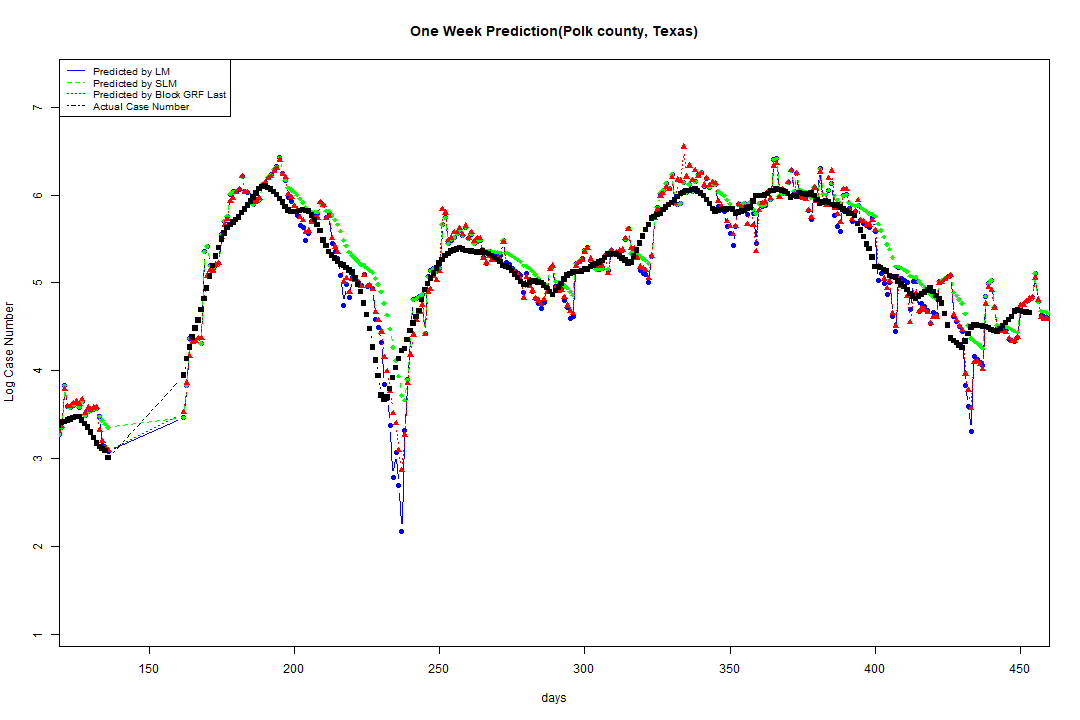 One Week Prediction(Polk county, Texas)
Predicted by LM
Predicted by SLM
Predicted by Block GRF Last
Actual Case Number
7
6
5
4
3
2
1
Log Case Number
150 200 250 300 350 400 450
days